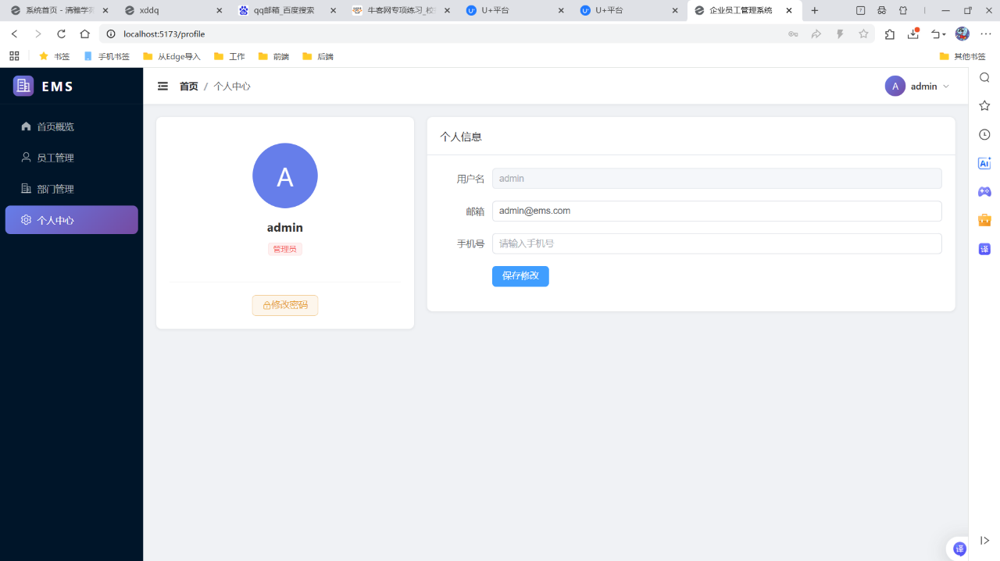 系统首页 - 清雅学苑
xddq
qq邮箱_百度搜索
牛客网专项练习_校
U+平台
U+平台
企业员工管理系统
localhost:5173/profile
书签
手机书签
从Edge导入
工作
前端
后端
其他书签
EMS
首页 / 个人中心
A admin
首页概览
员工管理
部门管理
个人中心
A
admin
管理员
修改密码
个人信息
用户名 admin
邮箱 admin@ems.com
手机号 请输入手机号
保存修改
AI
译
译